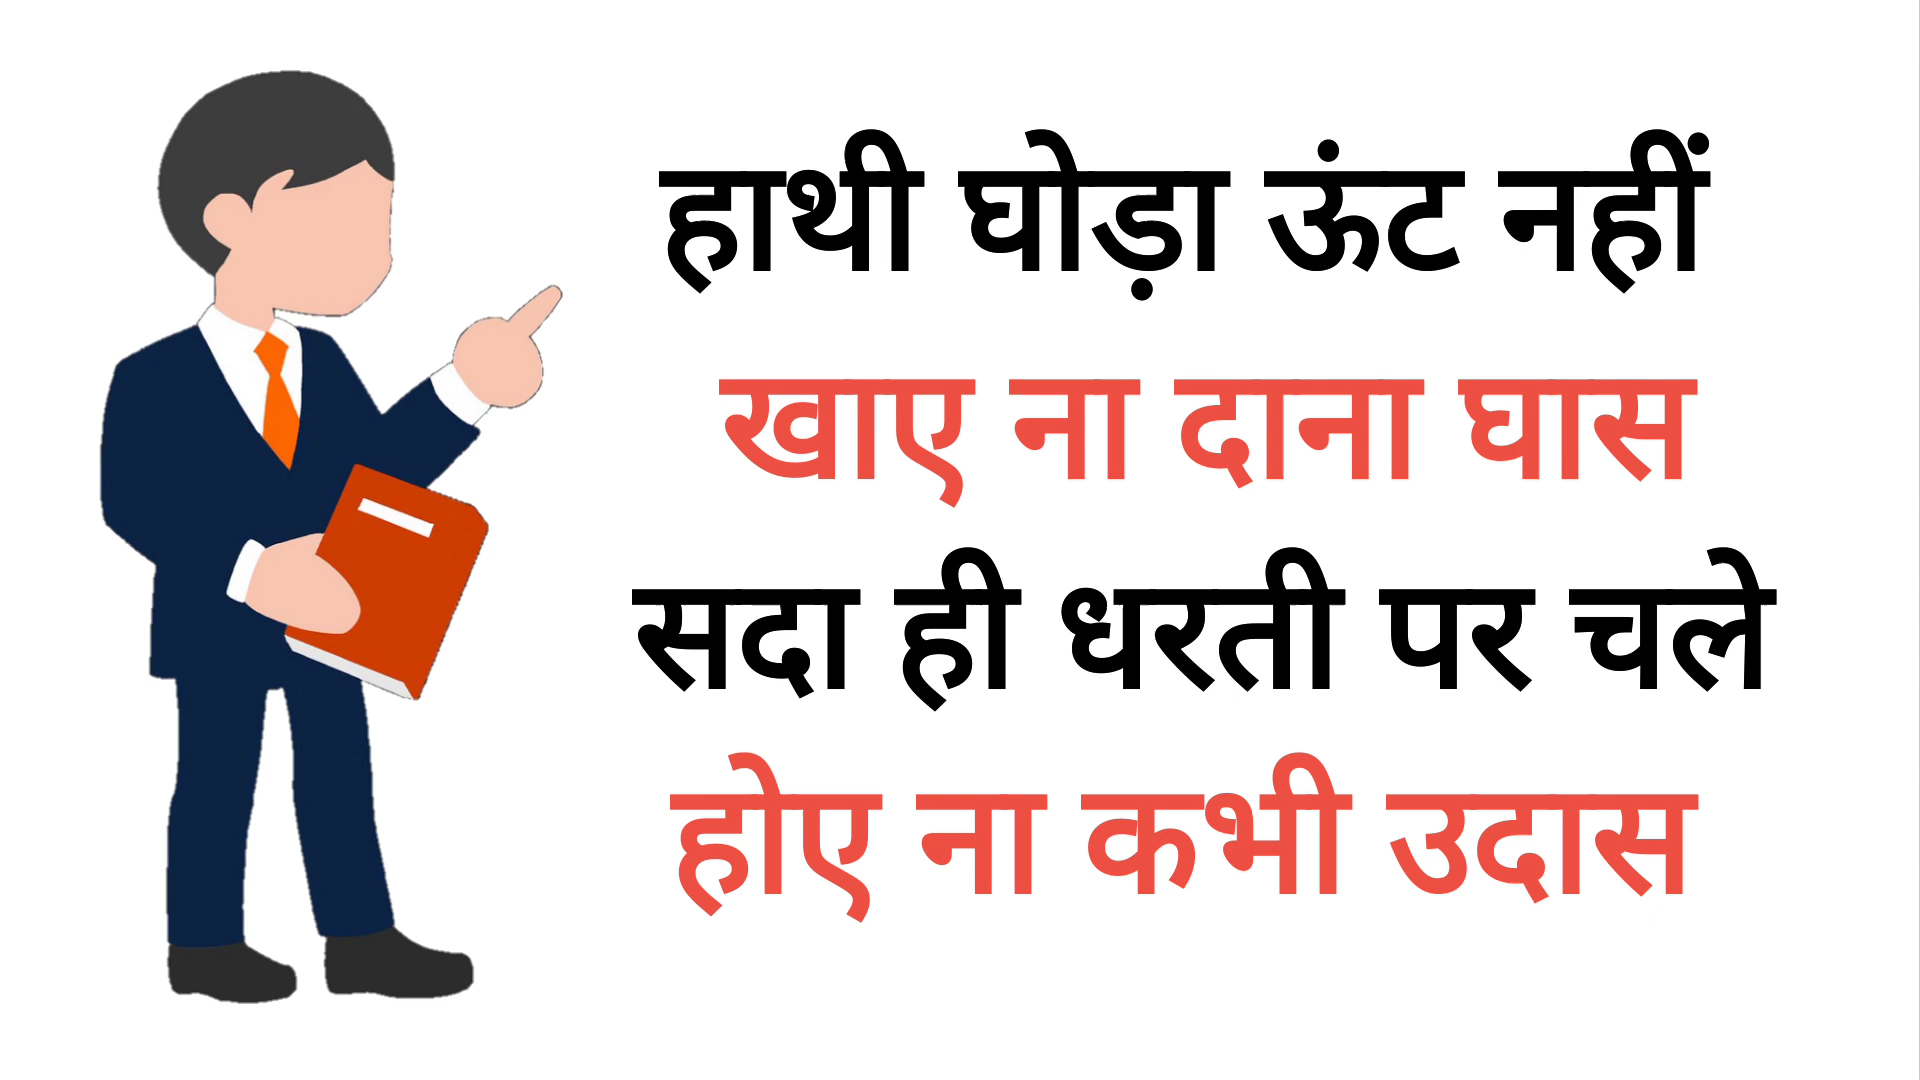 हाथी घोड़ा ऊंट नहीं
खाए ना दाना घास
सदा ही धरती पर चले
होए ना कभी उदास